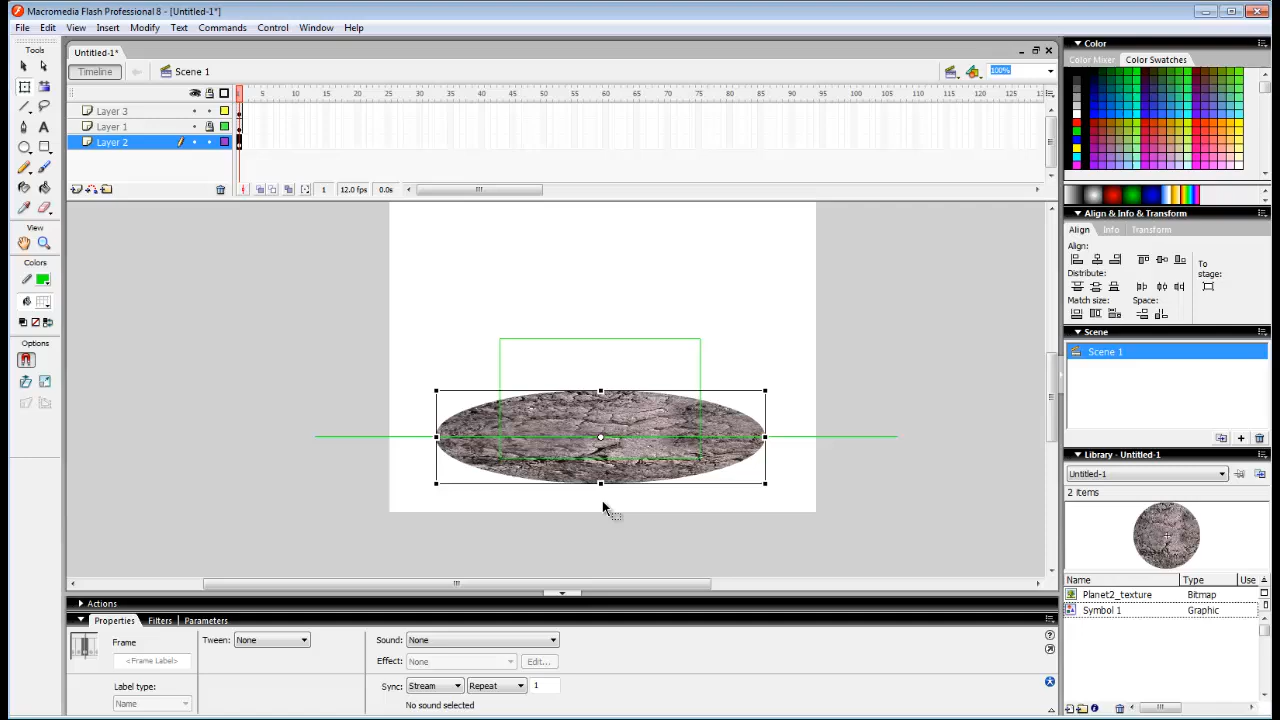 Macromedia Flash Professional 8 - [Untitled-1*]
File Edit View Insert Modify Text Commands Control Window Help
Tools
Untitled-1*
Timeline
Scene 1
100%
5 10 15 20 25 30 35 40 45 50 55 60 65 70 75 80 85 90 95 100 105 110 115 120 125
Layer 3
Layer 1
Layer 2
1 12.0 fps 0.0s
View
Colors
Options
Color
Color Mixer Color Swatches
Align & Info & Transform
Align Info Transform
Align:
To stage:
Distribute:
Match size: Space:
Scene
Scene 1
Library - Untitled-1
Untitled-1
2 items
Name Type Use
Planet2_texture Bitmap
Symbol 1 Graphic
Actions
Properties Filters Parameters
Frame
<Frame Label>
Label type:
Name
Tween: None
Sound: None
Effect: None Edit...
Sync: Stream Repeat 1
No sound selected